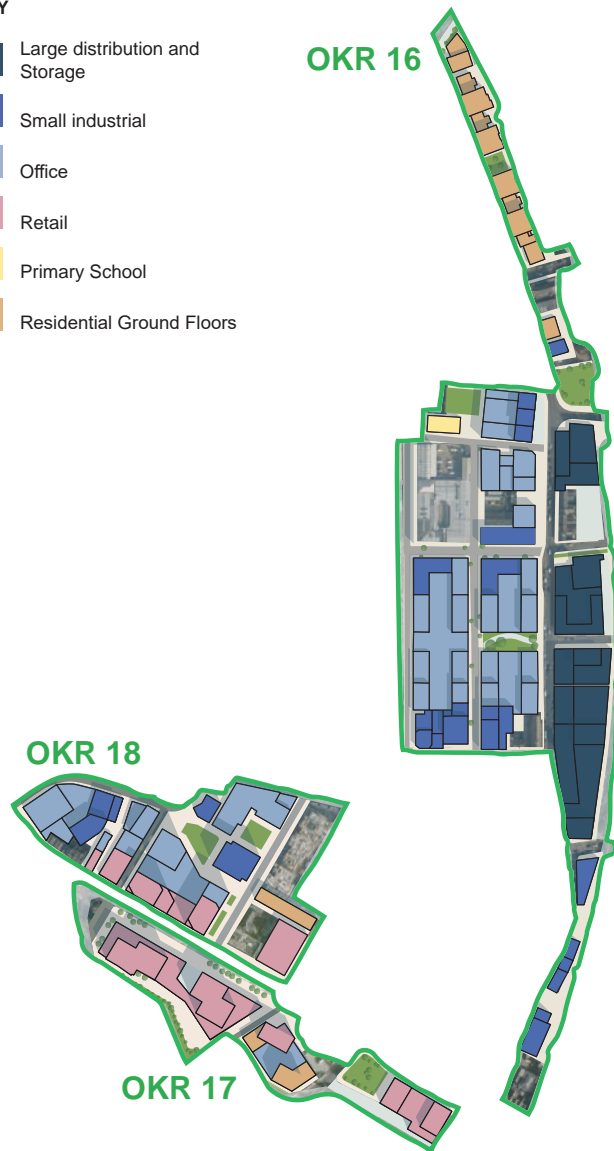 Y
Large distribution and
Storage
Small industrial
Office
Retail
Primary School
Residential Ground Floors
OKR 16
OKR 18
OKR 17